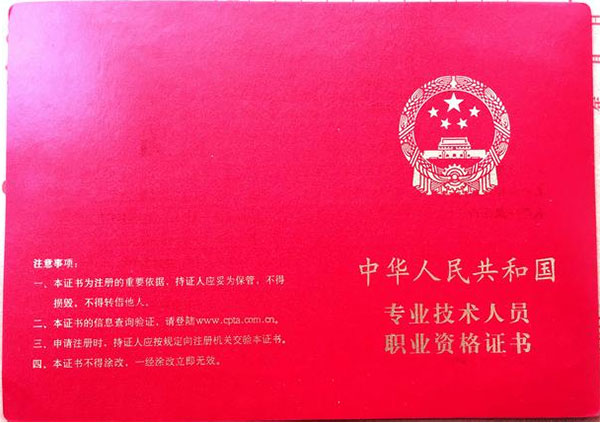 注意事项：
一、本证书为注册的重要依据，持证人应妥为保管，不得
损毁，不得转借他人。
二、本证书的信息查询验证，请登陆www.cpta.com.cn。
三、申请注册时，持证人应按规定向注册机关交验本证书。
四、本证书不得涂改，一经涂改立即无效。
中华人民共和国
专业技术人员
职业资格证书